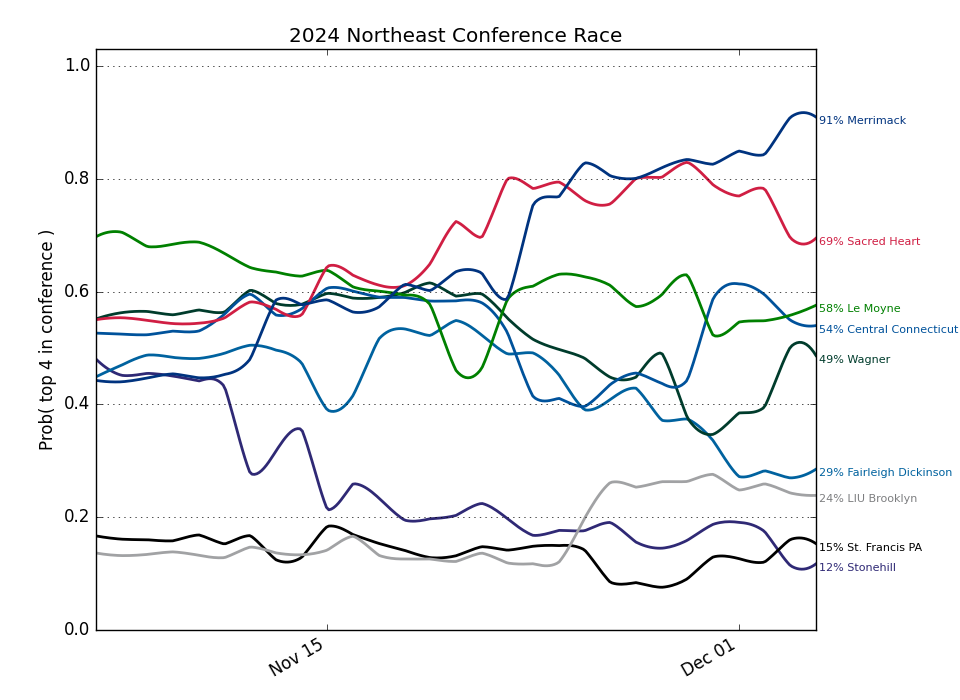 2024 Northeast Conference Race
Prob( top 4 in conference )
1.0
0.8
0.6
0.4
0.2
0.0
Nov 15
Dec 01
91% Merrimack
69% Sacred Heart
58% Le Moyne
54% Central Connecticut
49% Wagner
29% Fairleigh Dickinson
24% LIU Brooklyn
15% St. Francis PA
12% Stonehill